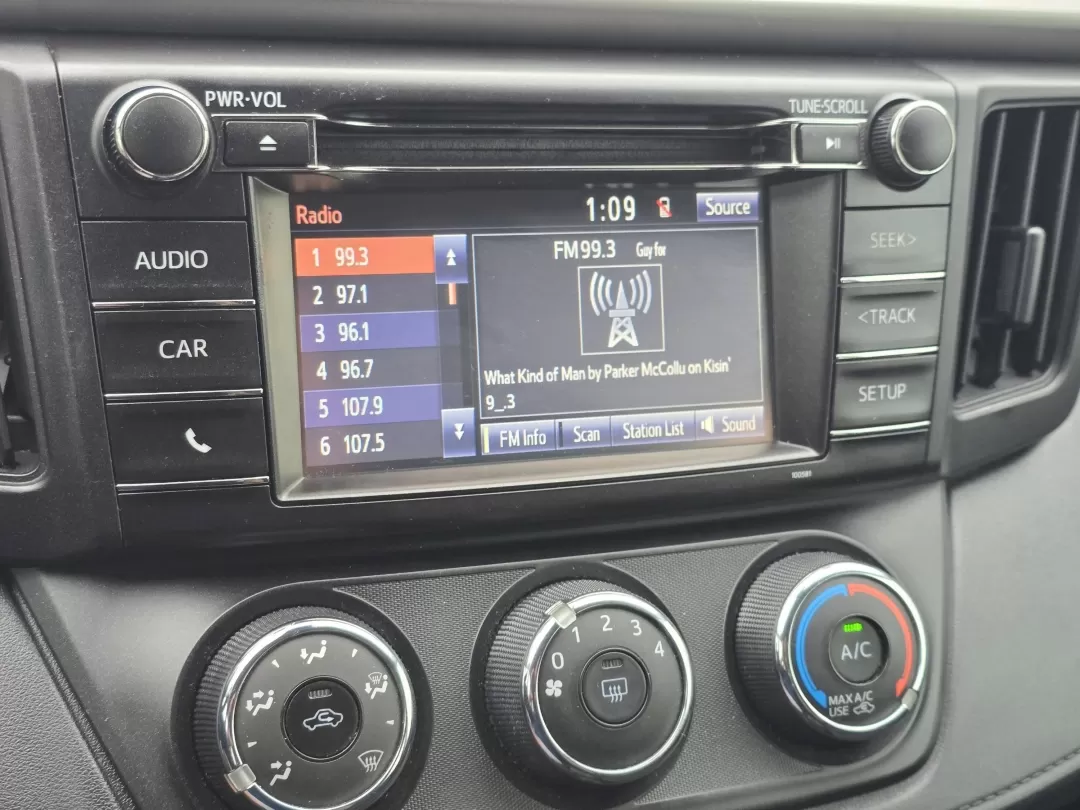 PWR·VOL
TUNE·SCROLL
AUDIO
CAR
Radio
1:09
Source
1 99.3
2 97.1
3 96.1
4 96.7
5 107.9
6 107.5
FM99.3 Guy for
What Kind of Man by Parker McCollu on Kisin'
9_.3
FM Info
Scan
Station List
Sound
SEEK>
<TRACK
SETUP
100581
0 1 2 3 4
A/C
MAX A/C
USE